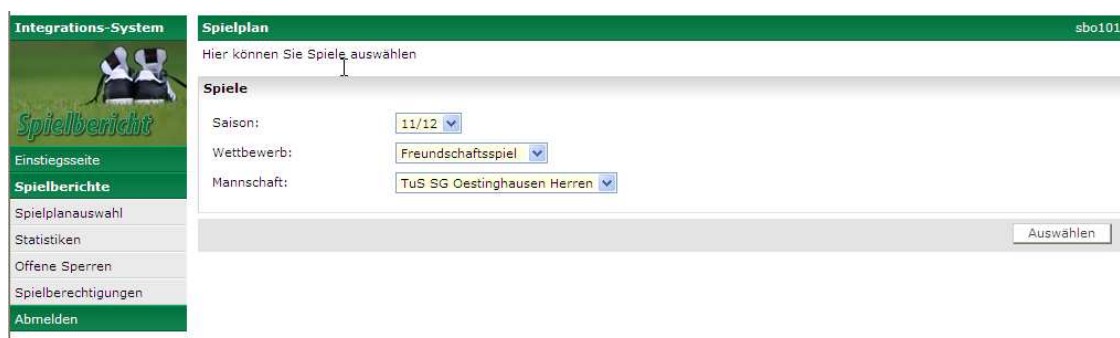 Integrations-System
Spielbericht
Einstiegsseite
Spielberichte
Spielplanauswahl
Statistiken
Offene Sperren
Spielberechtigungen
Abmelden
Spielplan sbo101
Hier können Sie Spiele auswählen
Spiele
Saison: 11/12
Wettbewerb: Freundschaftsspiel
Mannschaft: TuS SG Oestinghausen Herren
Auswählen